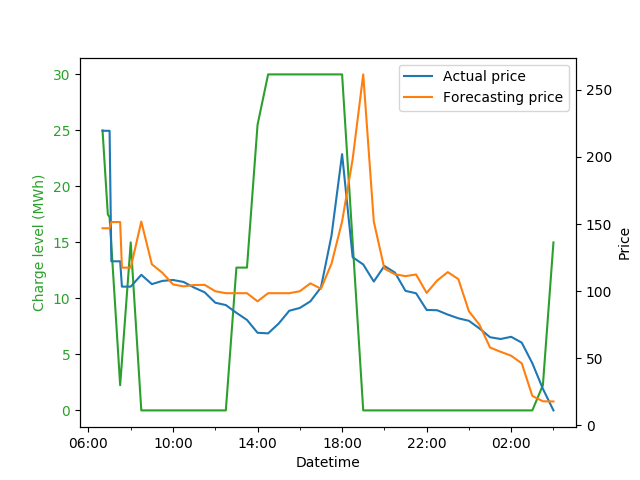 Actual price
Forecasting price
30
25
20
15
10
5
0
Charge level (MWh)
250
200
150
100
50
0
Price
06:00 10:00 14:00 18:00 22:00 02:00
Datetime